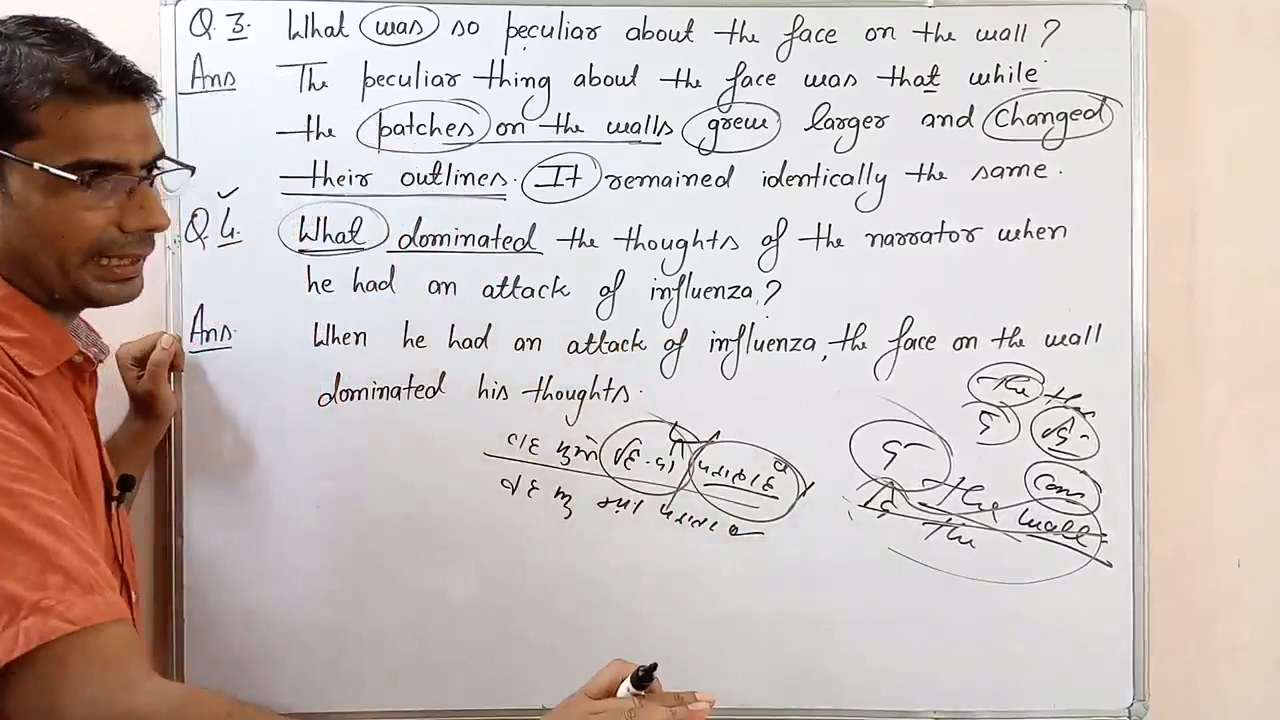 Q.3. What was so peculiar about the face on the wall?
Ans The peculiar thing about the face was that while
the patches on the walls grew larger and changed
their outlines. It remained identically the same.
Q.4. What dominated the thoughts of the narrator when
he had an attack of influenza?
Ans. When he had an attack of influenza, the face on the wall
dominated his thoughts.
The the
the wall
The